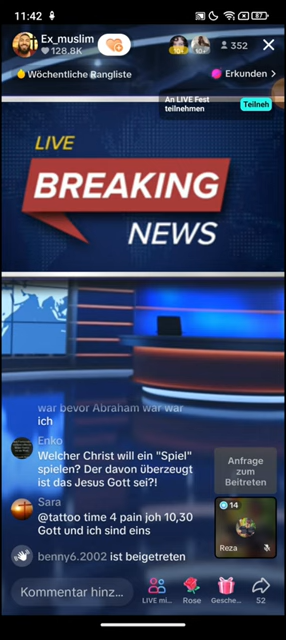 11:42
87
Ex_muslim
128.8K
10+
10+
352
Wöchentliche Rangliste
Erkunden >
An LIVE Fest
teilnehmen
Teilneh
LIVE
BREAKING
NEWS
war bevor Abraham war war
ich
Enko
Welcher Christ will ein "Spiel"
spielen? Der davon überzeugt
ist das Jesus Gott sei?!
Anfrage
zum
Beitreten
Sara
@tattoo time 4 pain joh 10,30
Gott und ich sind eins
14
Reza
benny6.2002 ist beigetreten
Kommentar hinz...
LIVE mi...
Rose
Gesche...
52